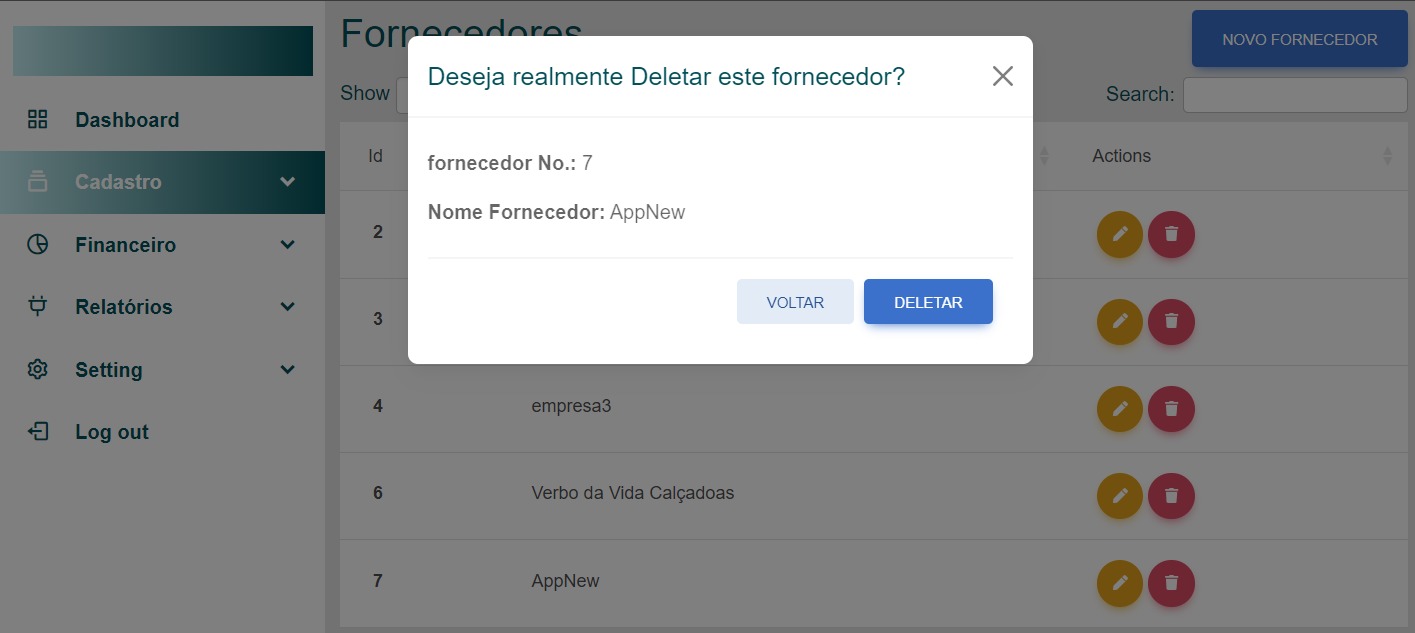 Fornecedores
NOVO FORNECEDOR
Deseja realmente Deletar este fornecedor?
Show
Search:
Dashboard
Id
Actions
fornecedor No.: 7
Cadastro
Nome Fornecedor: AppNew
2
Financeiro
VOLTAR
DELETAR
Relatórios
3
Setting
4 empresa3
Log out
6 Verbo da Vida Calçadoas
7 AppNew